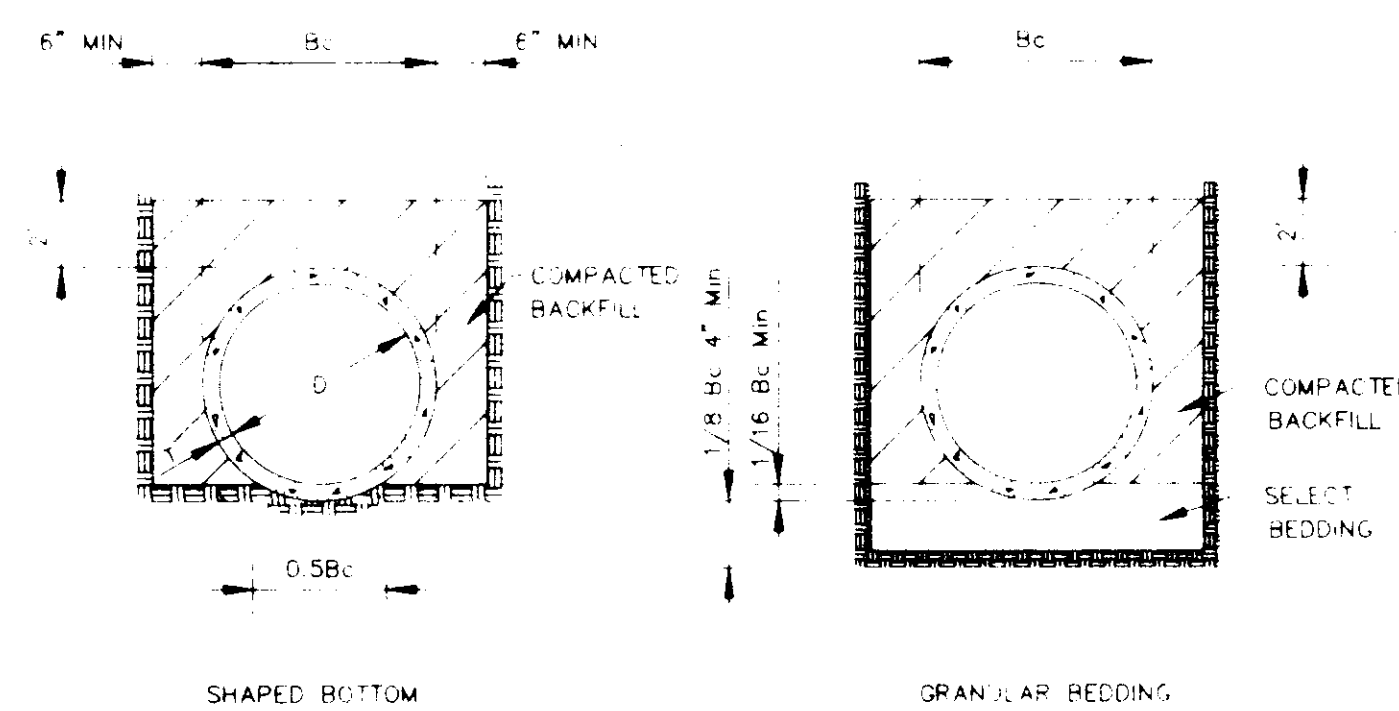 6" MIN
Bc
6" MIN
2'
COMPACTED
BACKFILL
D
T
0.5Bc
SHAPED BOTTOM
Bc
2'
1/8 Bc 4" Min
1/16 Bc Min
COMPACTED
BACKFILL
SELECT
BEDDING
GRANULAR BEDDING